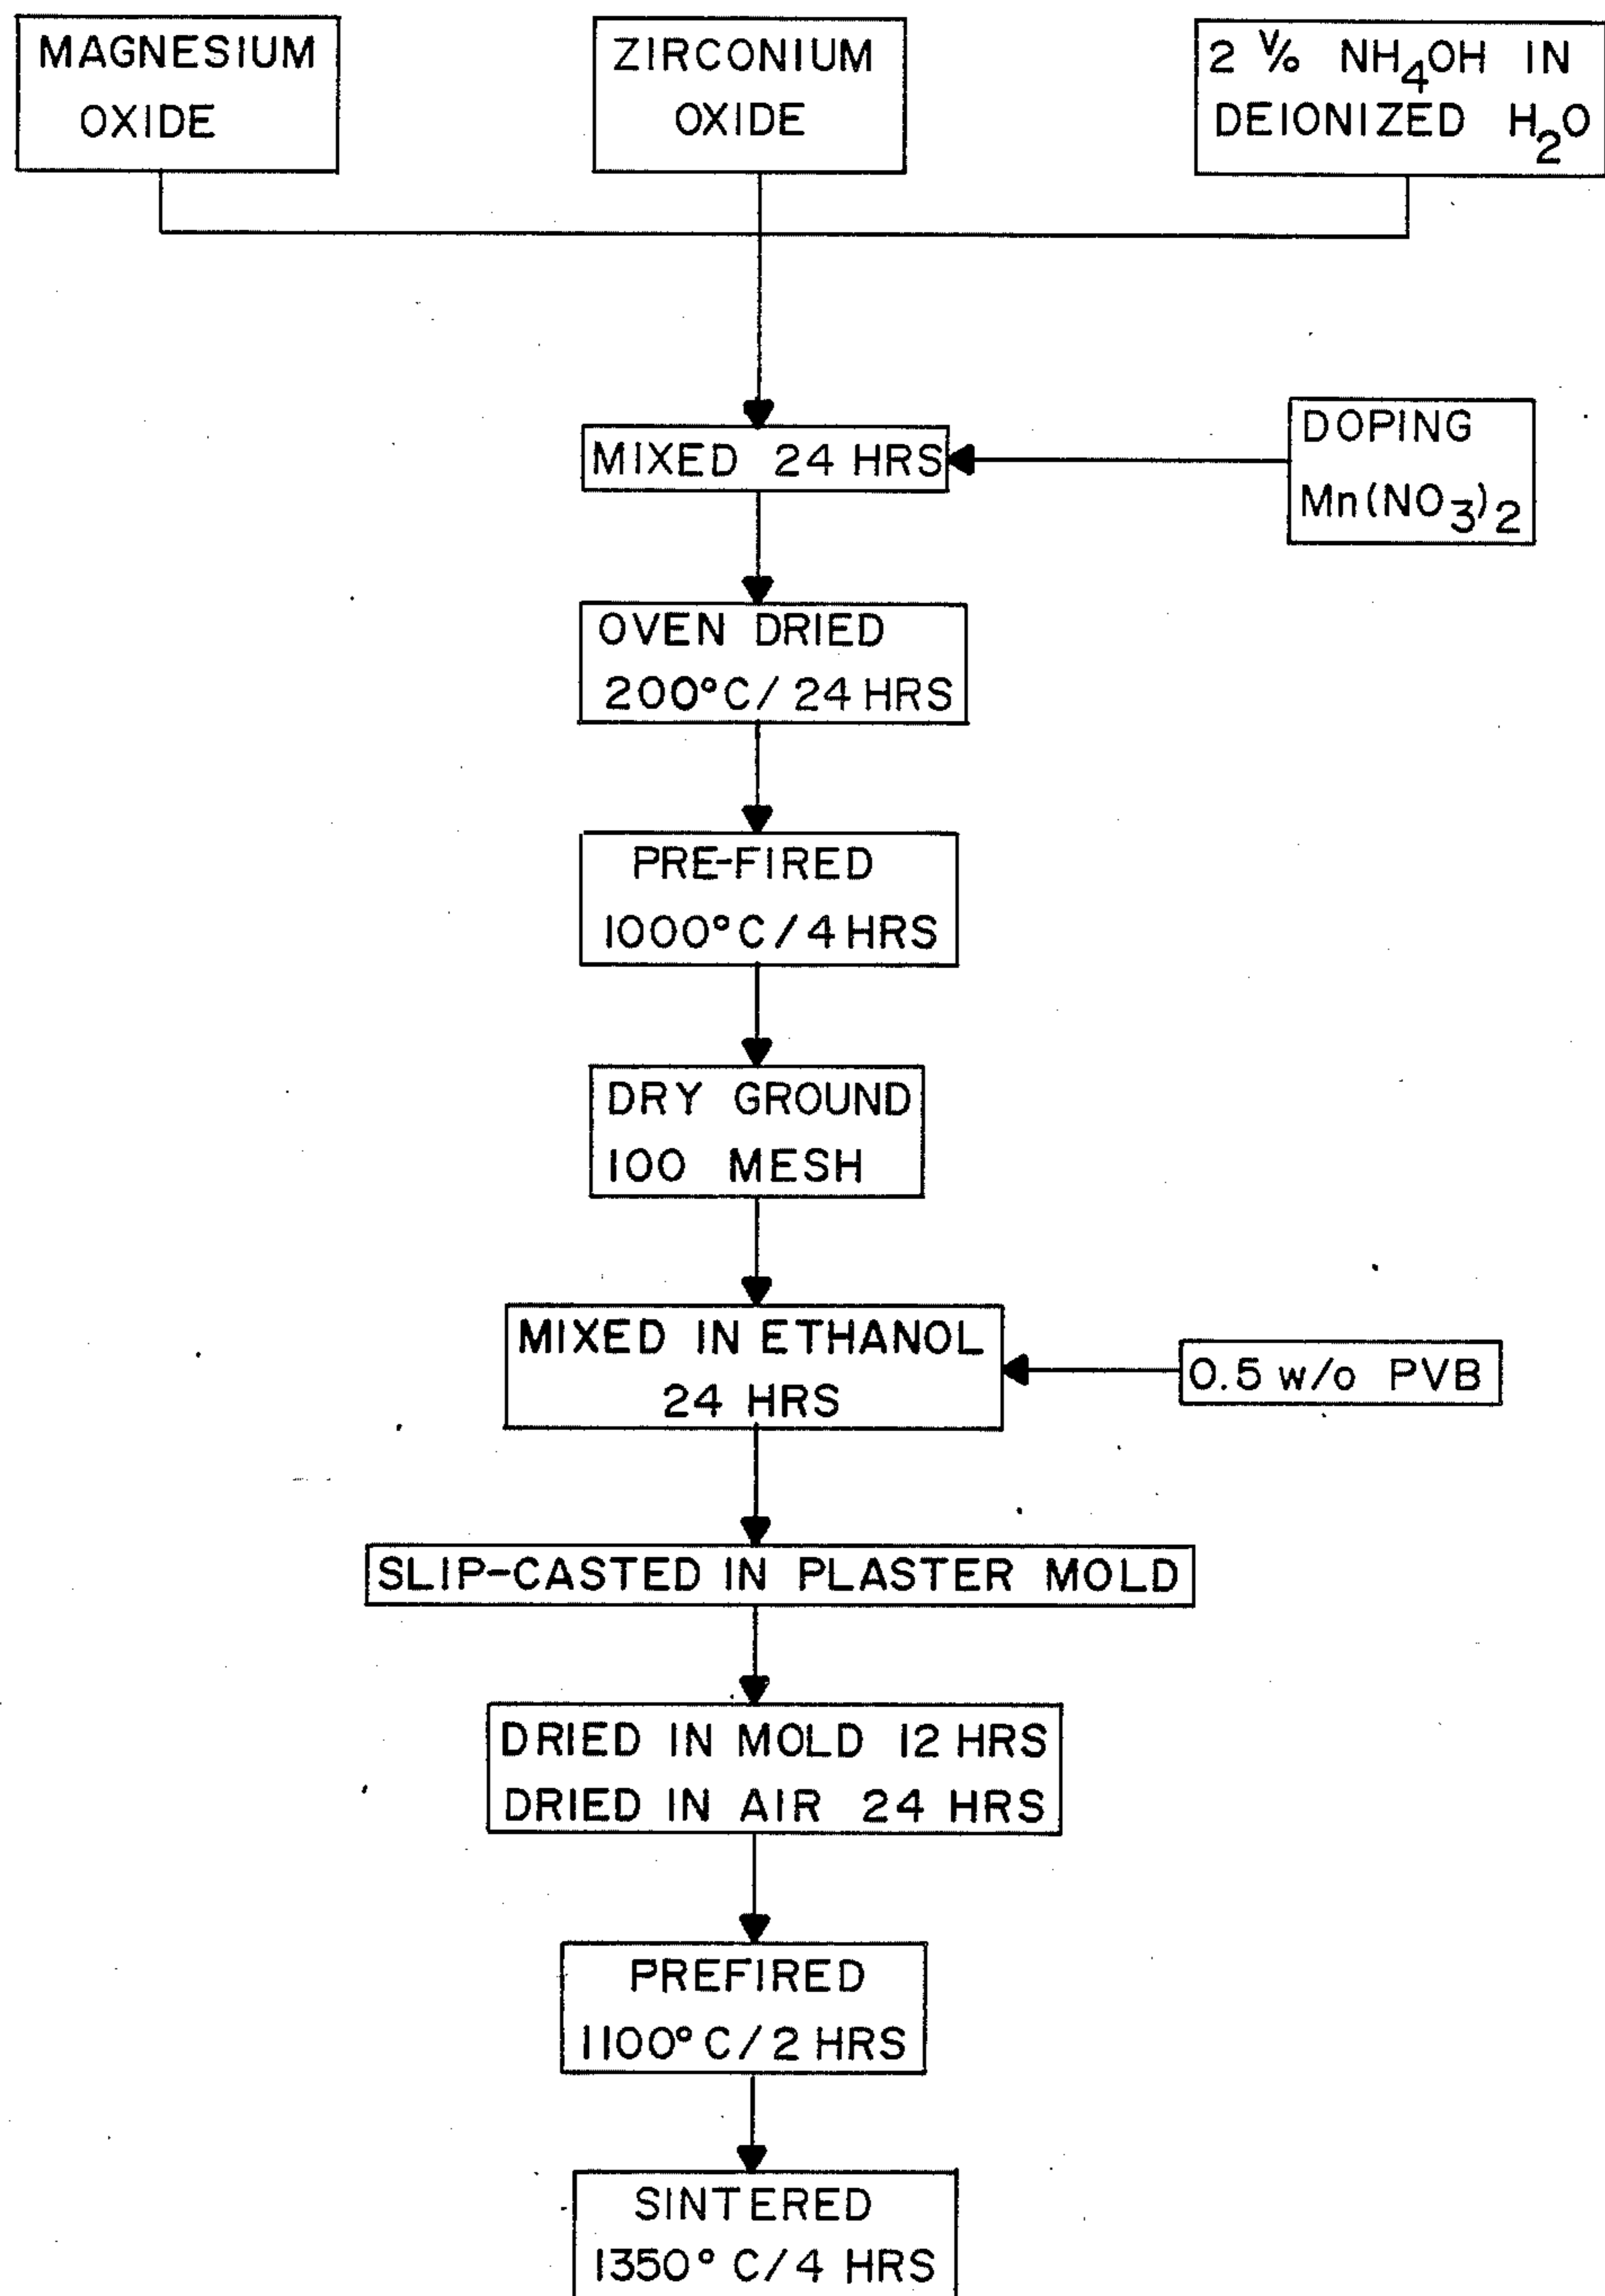 MAGNESIUM
OXIDE
ZIRCONIUM
OXIDE
2 V/o NH₄OH IN
DEIONIZED H₂O
MIXED 24 HRS
DOPING
Mn(NO₃)₂
OVEN DRIED
200°C/24 HRS
PRE-FIRED
1000°C/4 HRS
DRY GROUND
100 MESH
MIXED IN ETHANOL
24 HRS
0.5 w/o PVB
SLIP-CASTED IN PLASTER MOLD
DRIED IN MOLD 12 HRS
DRIED IN AIR 24 HRS
PREFIRED
1100°C/2 HRS
SINTERED
1350°C/4 HRS